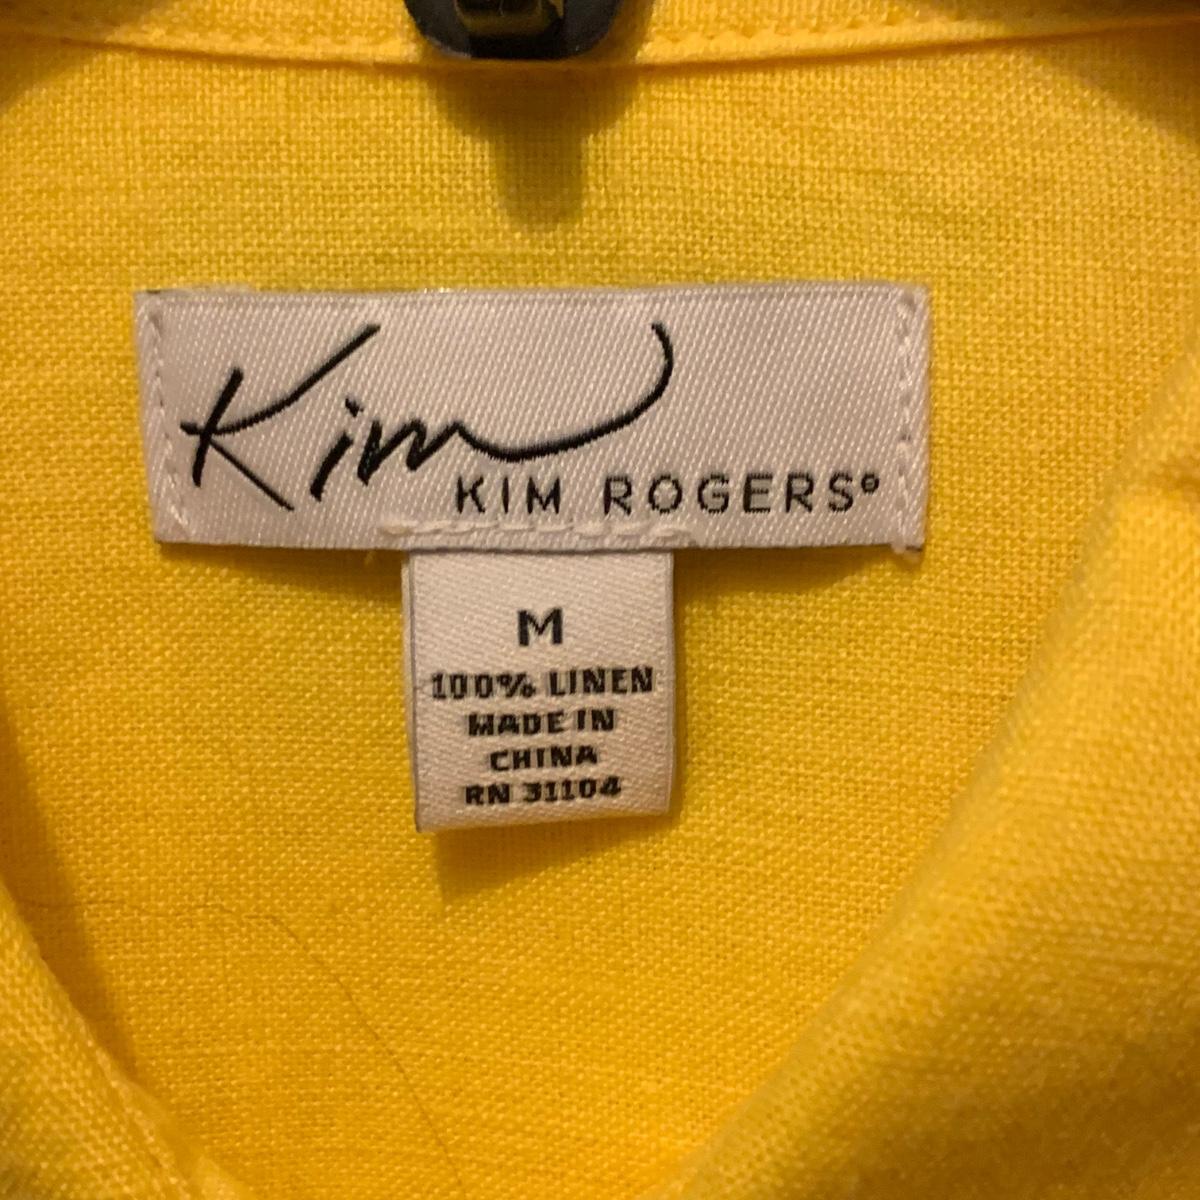 Kim
KIM ROGERS®
M
100% LINEN
MADE IN
CHINA
RN 31104